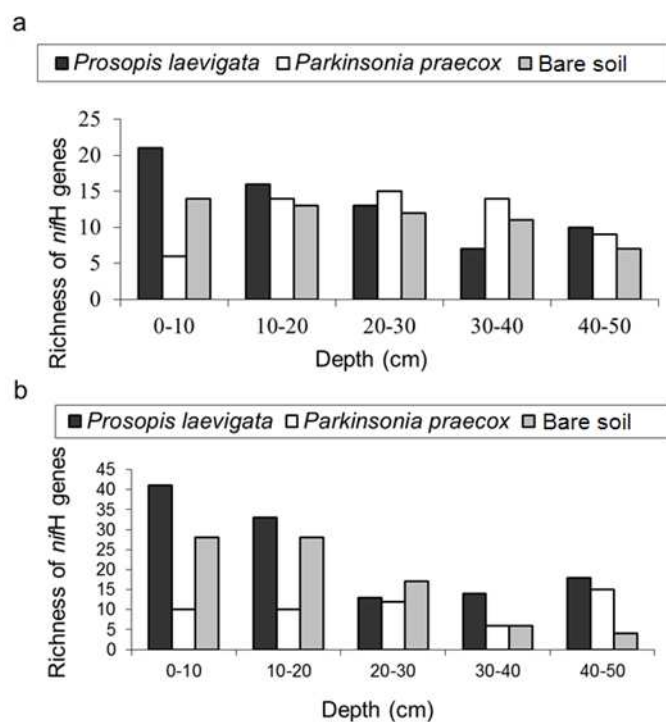 a
Prosopis laevigata Parkinsonia praecox Bare soil
Richness of nifH genes
25
20
15
10
5
0
0-10 10-20 20-30 30-40 40-50
Depth (cm)
b
Prosopis laevigata Parkinsonia praecox Bare soil
Richness of nifH genes
45
40
35
30
25
20
15
10
5
0
0-10 10-20 20-30 30-40 40-50
Depth (cm)